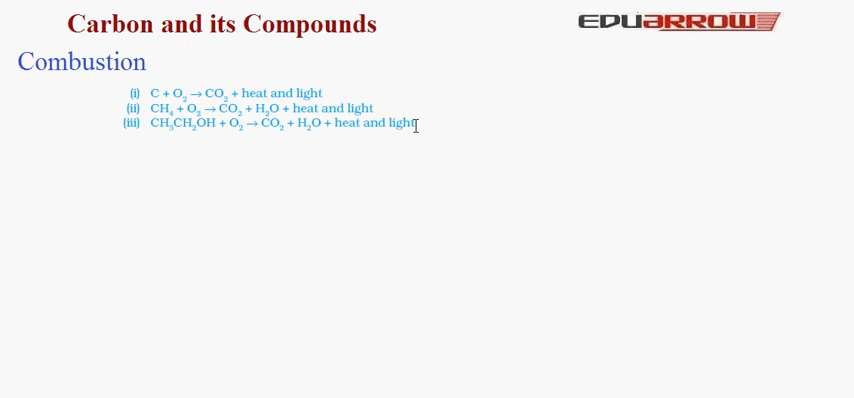 Carbon and its Compounds
EDUARROW
Combustion
(i) C + O₂ → CO₂ + heat and light
(ii) CH₄ + O₂ → CO₂ + H₂O + heat and light
(iii) CH₃CH₂OH + O₂ → CO₂ + H₂O + heat and light